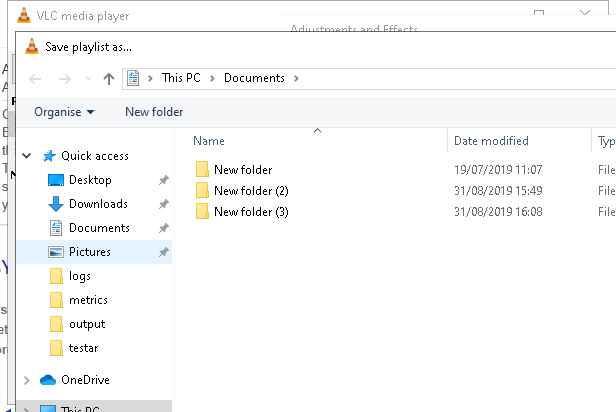 VLC media player
Adjustments and Effects
Save playlist as...
This PC > Documents >
Organise New folder
Name Date modified Typ
Quick access
New folder 19/07/2019 11:07 File
Desktop
New folder (2) 31/08/2019 15:49 File
Downloads
New folder (3) 31/08/2019 16:08 File
Documents
Pictures
logs
metrics
output
testar
OneDrive
This PC